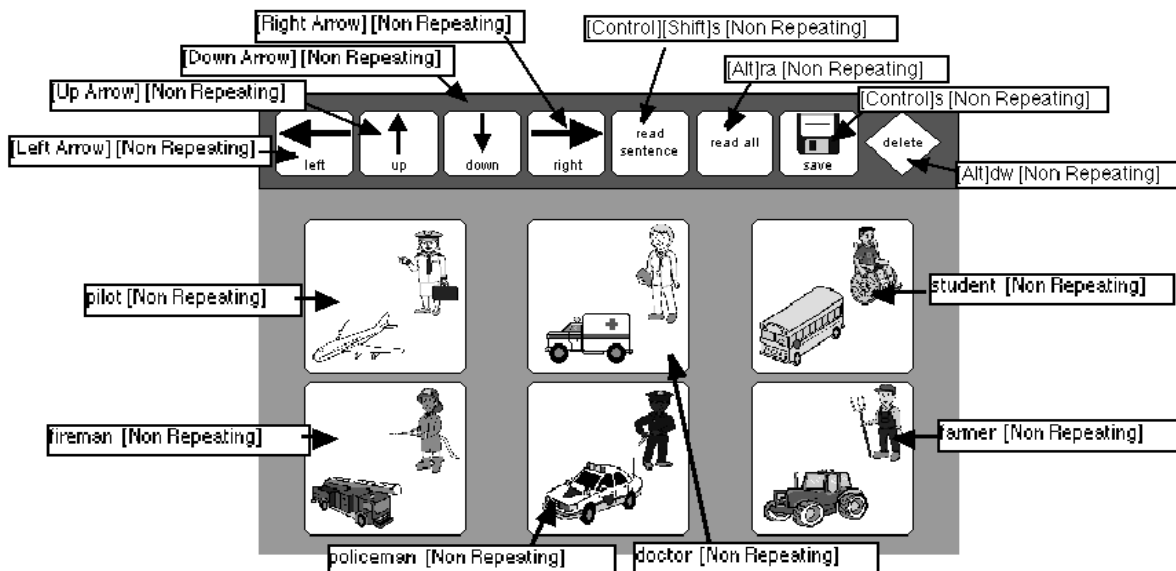 [Right Arrow] [Non Repeating]
[Control][Shift]s [Non Repeating]
[Down Arrow] [Non Repeating]
[Alt]ra [Non Repeating]
[Up Arrow] [Non Repeating]
[Control]s [Non Repeating]
[Left Arrow] [Non Repeating]
left
up
down
right
read
sentence
read all
save
delete
[Alt]dw [Non Repeating]
pilot [Non Repeating]
student [Non Repeating]
fireman [Non Repeating]
farmer [Non Repeating]
policeman [Non Repeating]
doctor [Non Repeating]